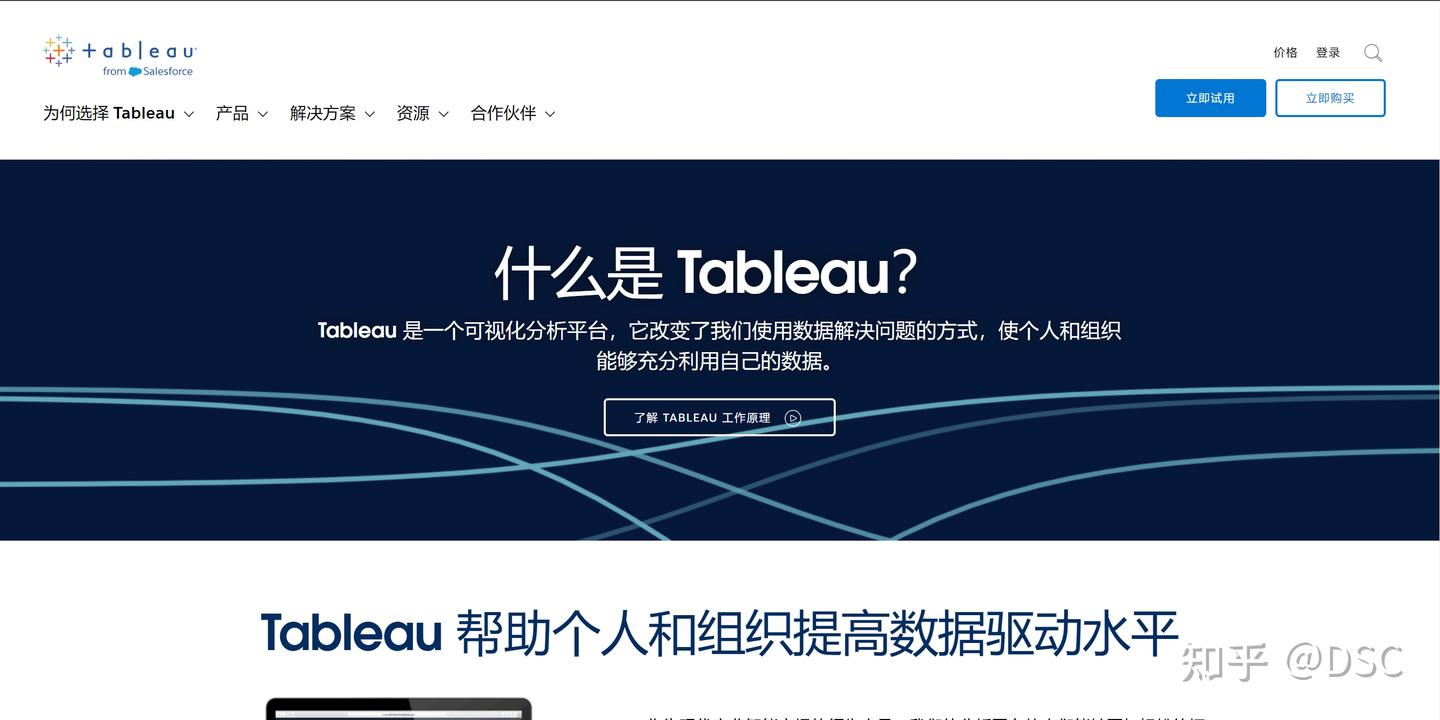 tableau
from Salesforce
价格 登录
为何选择 Tableau 产品 解决方案 资源 合作伙伴
立即试用 立即购买
什么是 Tableau？
Tableau 是一个可视化分析平台，它改变了我们使用数据解决问题的方式，使个人和组织
能够充分利用自己的数据。
了解 TABLEAU 工作原理
Tableau 帮助个人和组织提高数据驱动水平
知乎 @DSC